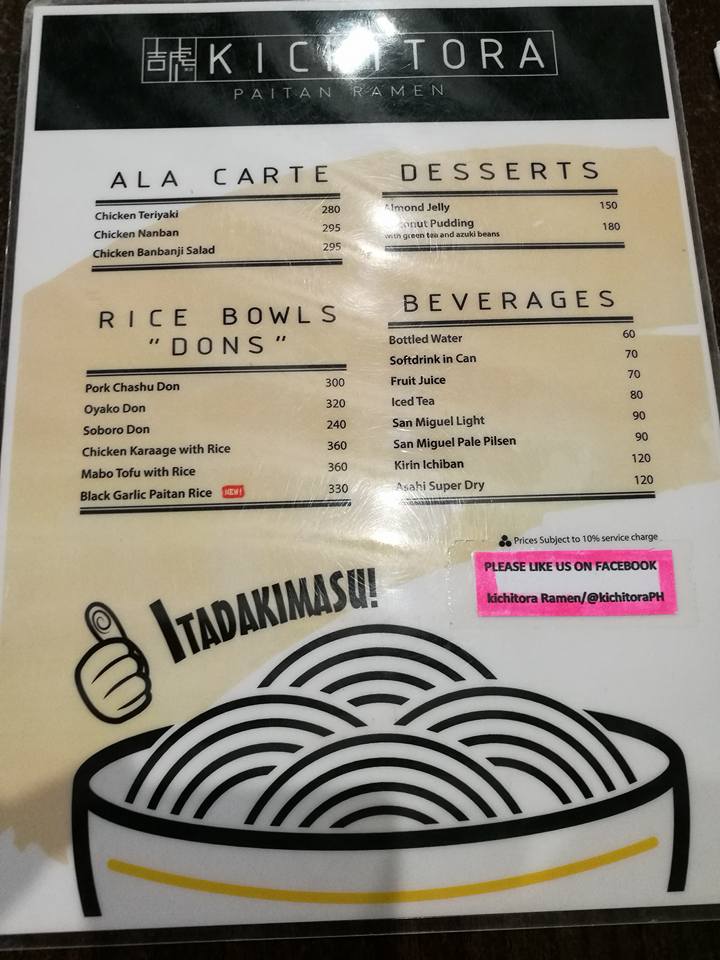 吉虎 KICHITORA
PAITAN RAMEN
ALA CARTE
Chicken Teriyaki 280
Chicken Nanban 295
Chicken Banbanji Salad 295
DESSERTS
Almond Jelly 150
Coconut Pudding 180
with green tea and azuki beans
RICE BOWLS
"DONS"
Pork Chashu Don 300
Oyako Don 320
Soboro Don 240
Chicken Karaage with Rice 360
Mabo Tofu with Rice 360
Black Garlic Paitan Rice NEW! 330
BEVERAGES
Bottled Water 60
Softdrink in Can 70
Fruit Juice 70
Iced Tea 80
San Miguel Light 90
San Miguel Pale Pilsen 90
Kirin Ichiban 120
Asahi Super Dry 120
Prices Subject to 10% service charge
PLEASE LIKE US ON FACEBOOK
kichitora Ramen/@kichitoraPH
ITADAKIMASU!